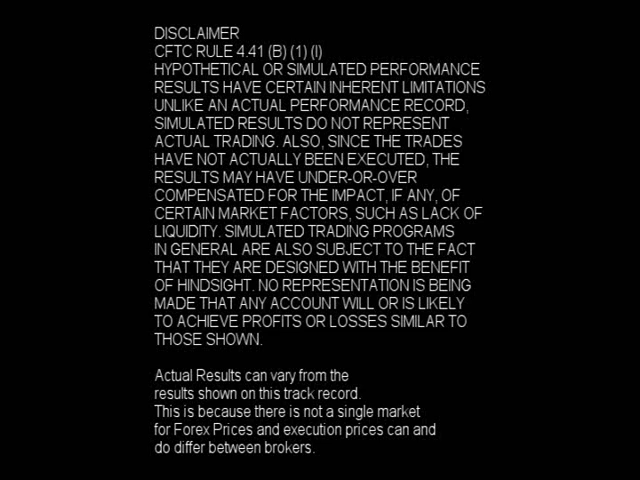 DISCLAIMER
CFTC RULE 4.41 (B) (1) (I)
HYPOTHETICAL OR SIMULATED PERFORMANCE
RESULTS HAVE CERTAIN INHERENT LIMITATIONS
UNLIKE AN ACTUAL PERFORMANCE RECORD,
SIMULATED RESULTS DO NOT REPRESENT
ACTUAL TRADING. ALSO, SINCE THE TRADES
HAVE NOT ACTUALLY BEEN EXECUTED, THE
RESULTS MAY HAVE UNDER-OR-OVER
COMPENSATED FOR THE IMPACT, IF ANY, OF
CERTAIN MARKET FACTORS, SUCH AS LACK OF
LIQUIDITY. SIMULATED TRADING PROGRAMS
IN GENERAL ARE ALSO SUBJECT TO THE FACT
THAT THEY ARE DESIGNED WITH THE BENEFIT
OF HINDSIGHT. NO REPRESENTATION IS BEING
MADE THAT ANY ACCOUNT WILL OR IS LIKELY
TO ACHIEVE PROFITS OR LOSSES SIMILAR TO
THOSE SHOWN.
Actual Results can vary from the
results shown on this track record.
This is because there is not a single market
for Forex Prices and execution prices can and
do differ between brokers.